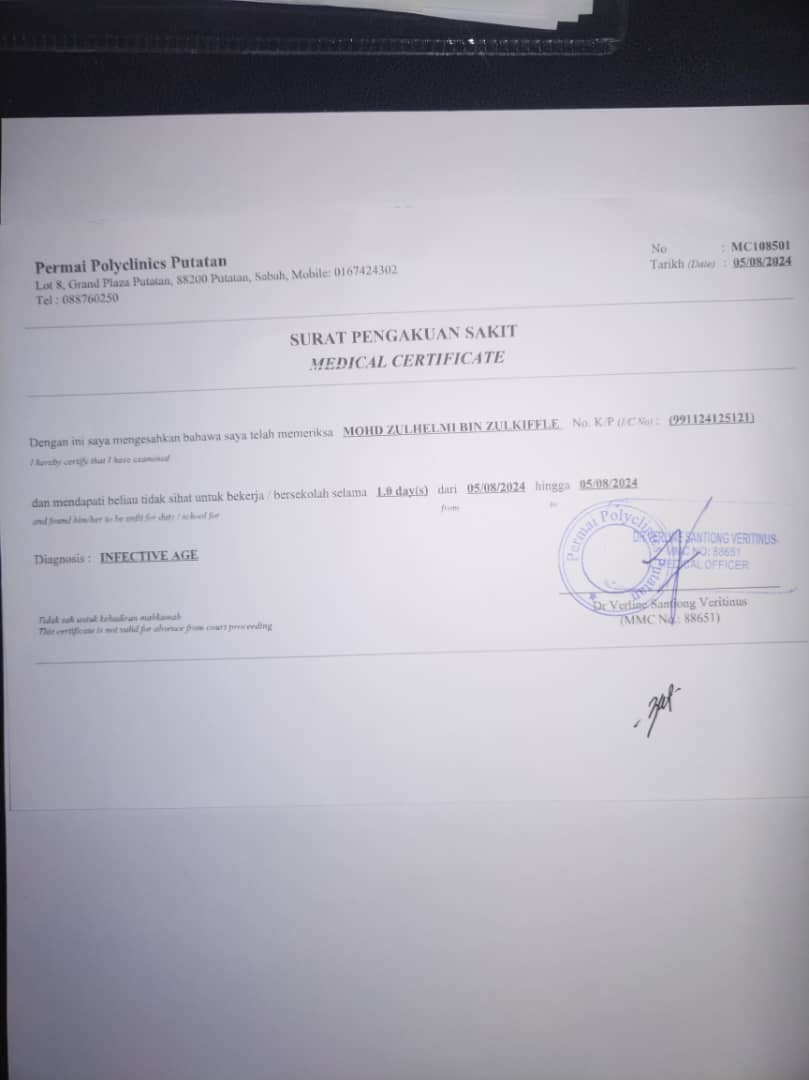 Permai Polyclinics Putatan
Lot 8, Grand Plaza Putatan, 88200 Putatan, Sabah, Mobile: 0167424302
Tel : 088760250
No : MC108501
Tarikh (Date) : 05/08/2024
SURAT PENGAKUAN SAKIT
MEDICAL CERTIFICATE
Dengan ini saya mengesahkan bahawa saya telah memeriksa MOHD ZULHELMI BIN ZULKIFFLE No. K/P (I/C No) : (991124125121)
I hereby certify that I have examined
dan mendapati beliau tidak sihat untuk bekerja / bersekolah selama 1.0 day(s) dari 05/08/2024 hingga 05/08/2024
and found him/her to be unfit for duty / school for from to
Diagnosis : INFECTIVE AGE
Permai Polyclinics Putatan
DR VERLINE SANTIONG VERITINUS
MMC NO: 88651
MEDICAL OFFICER
Dr Verline Santiong Veritinus
(MMC No.: 88651)
Tidak sah untuk kehadiran mahkamah
This certificate is not valid for absence from court proceeding